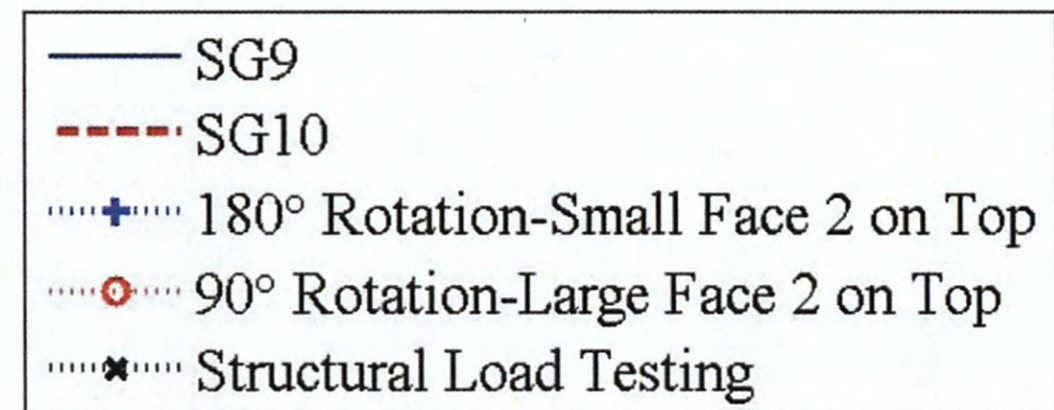 SG9
SG10
180° Rotation-Small Face 2 on Top
90° Rotation-Large Face 2 on Top
Structural Load Testing